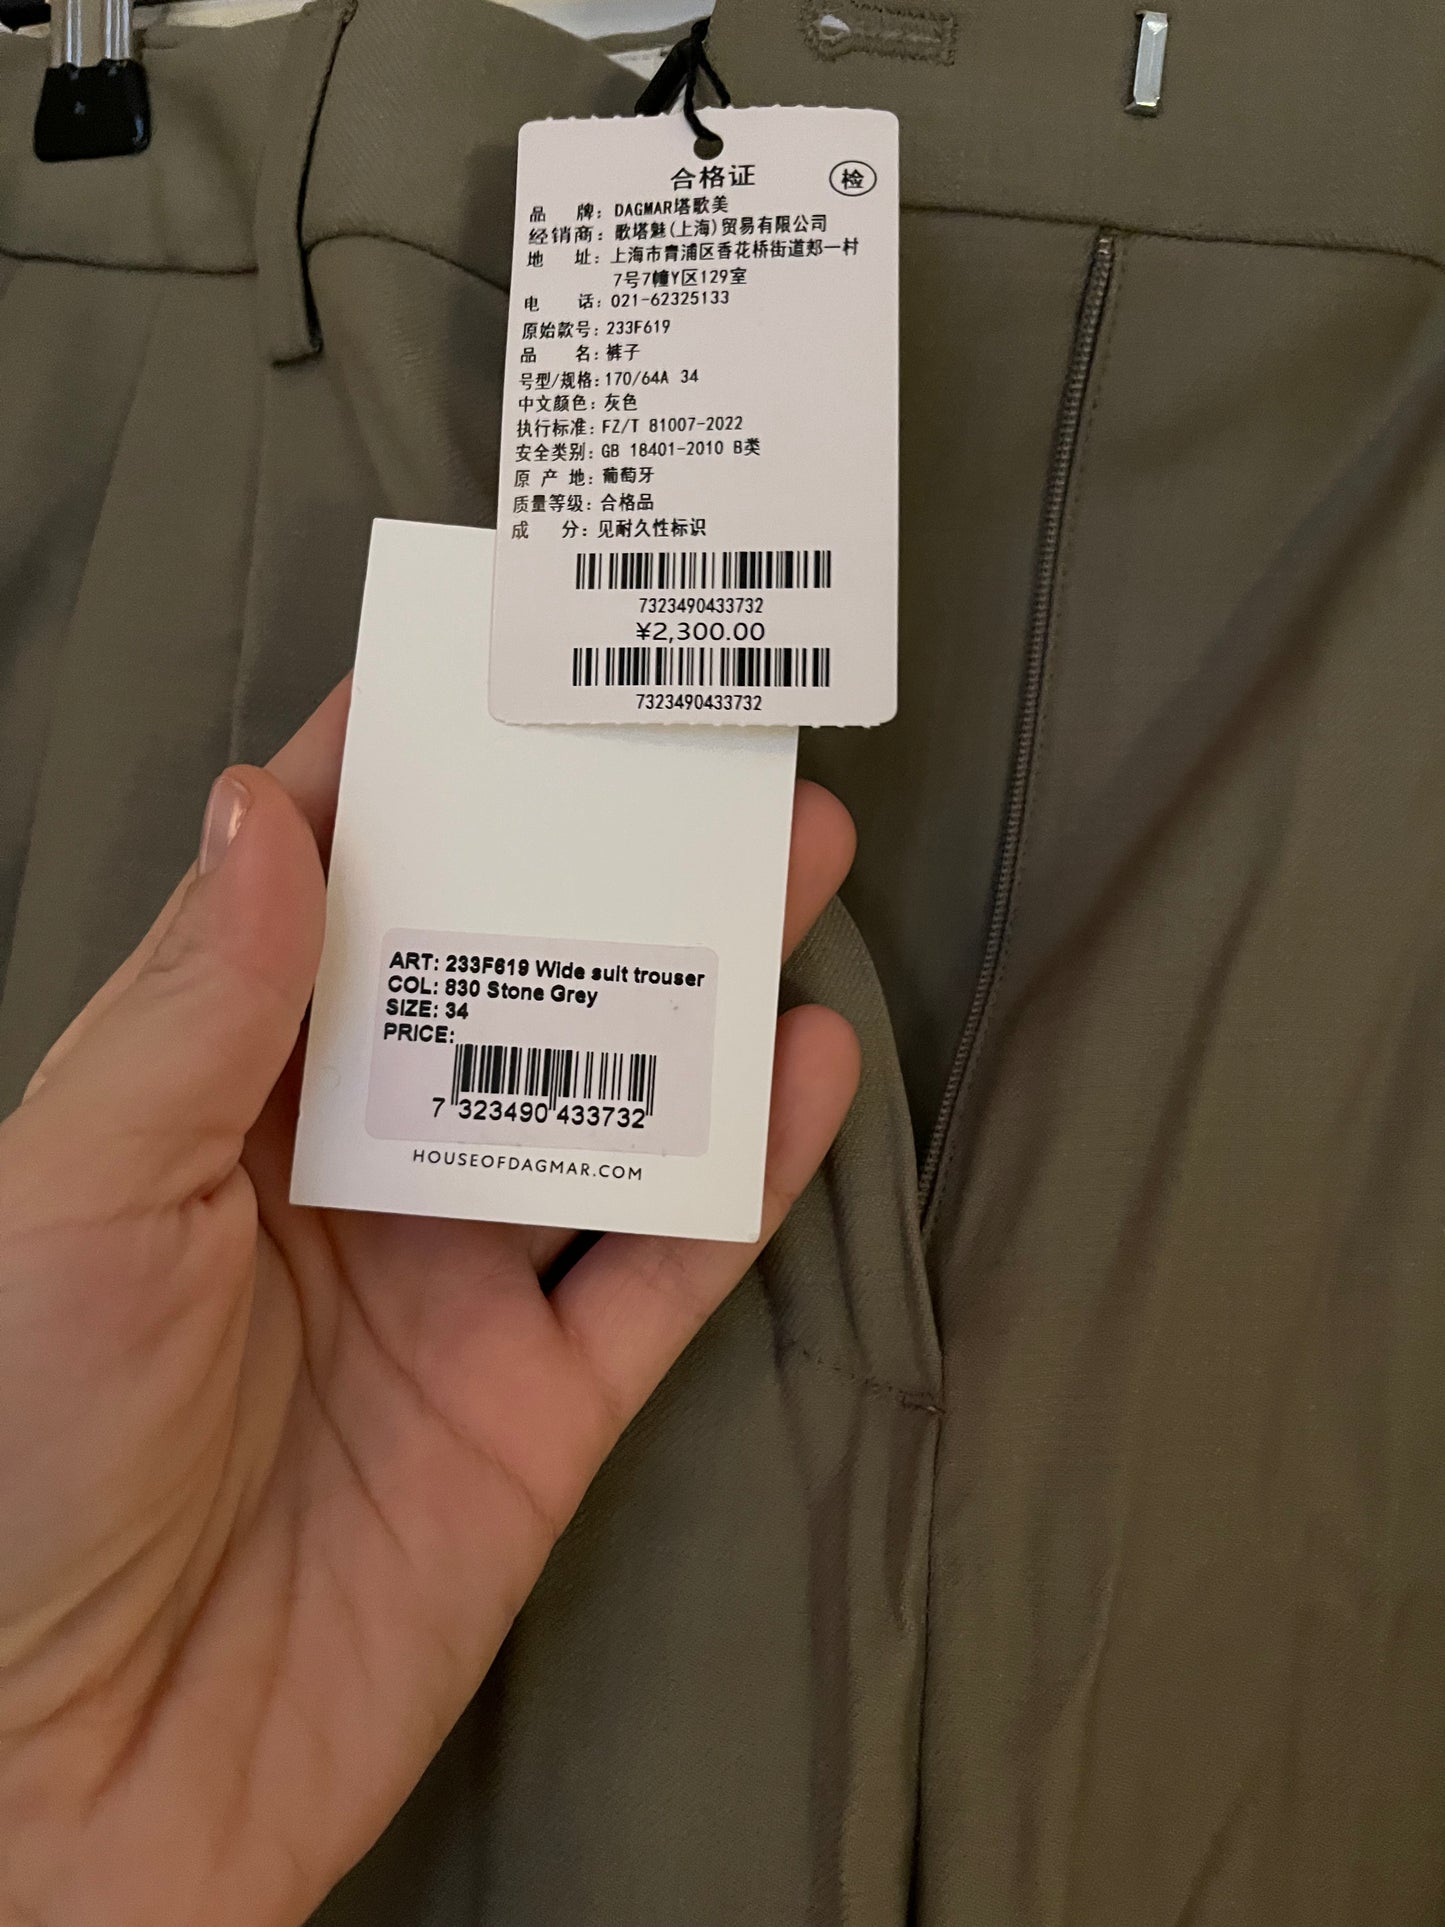 合格证 检
品 牌: DAGMAR塔歌美
经销商: 歌塔魅(上海)贸易有限公司
地 址: 上海市青浦区香花桥街道郏一村
7号7幢Y区129室
电 话: 021-62325133
原始款号: 233F619
品 名: 裤子
号型/规格: 170/64A 34
中文颜色: 灰色
执行标准: FZ/T 81007-2022
安全类别: GB 18401-2010 B类
原 产 地: 葡萄牙
质量等级: 合格品
成 分: 见耐久性标识
7323490433732
¥2,300.00
7323490433732
ART: 233F619 Wide suit trouser
COL: 830 Stone Grey
SIZE: 34
PRICE:
7 323490 433732
HOUSEOFDAGMAR.COM